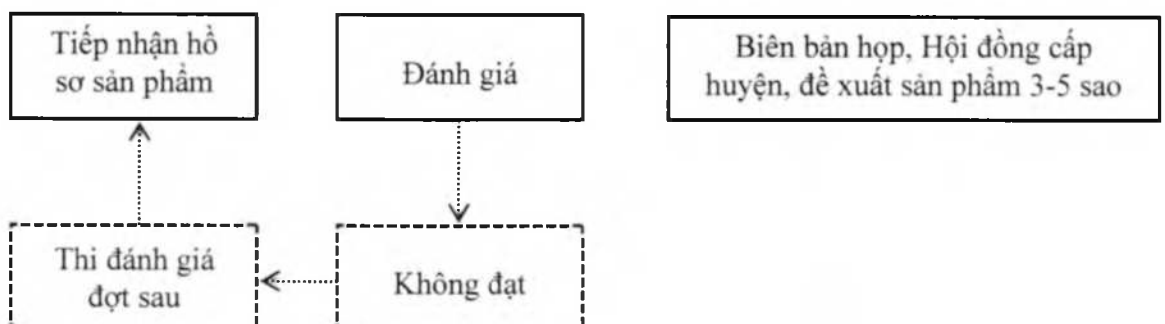 Tiếp nhận hồ
sơ sản phẩm
Đánh giá
Biên bản họp, Hội đồng cấp
huyện, đề xuất sản phẩm 3-5 sao
Thi đánh giá
đợt sau
Không đạt